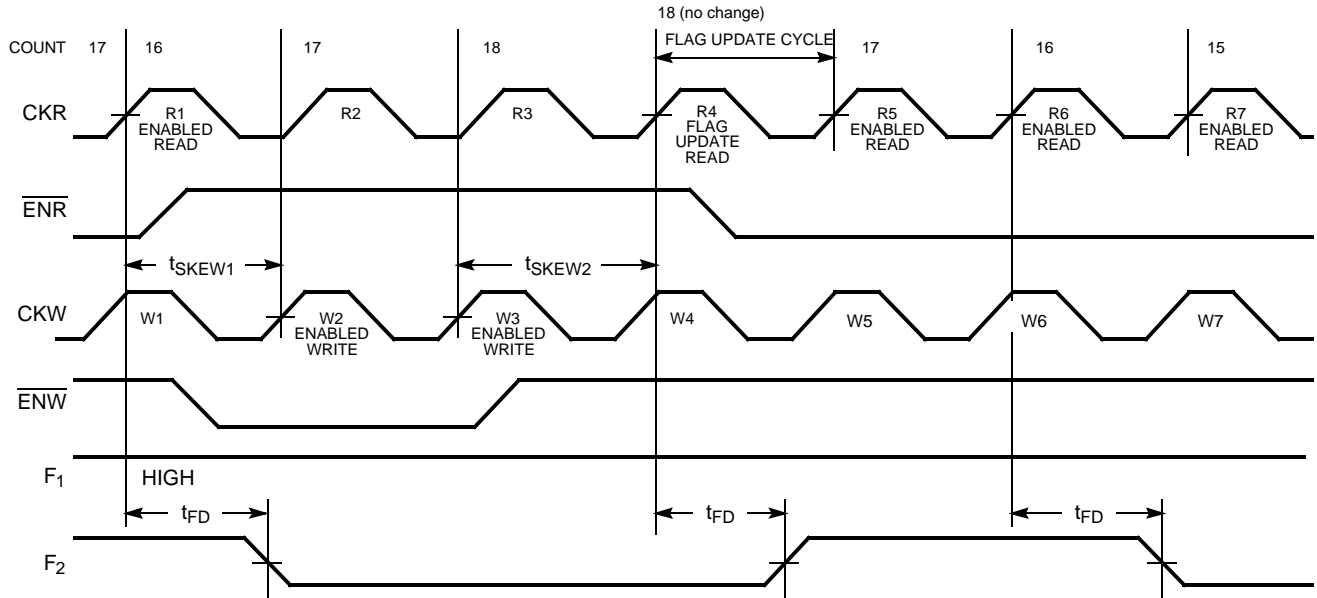 18 (no change)
COUNT 17 16 17 18 FLAG UPDATE CYCLE 17 16 15
CKR
R1
ENABLED
READ
R2
R3
R4
FLAG
UPDATE
READ
R5
ENABLED
READ
R6
ENABLED
READ
R7
ENABLED
READ
ENR
tSKEW1
tSKEW2
CKW
W1
W2
ENABLED
WRITE
W3
ENABLED
WRITE
W4
W5
W6
W7
ENW
F1 HIGH
tFD
tFD
tFD
F2